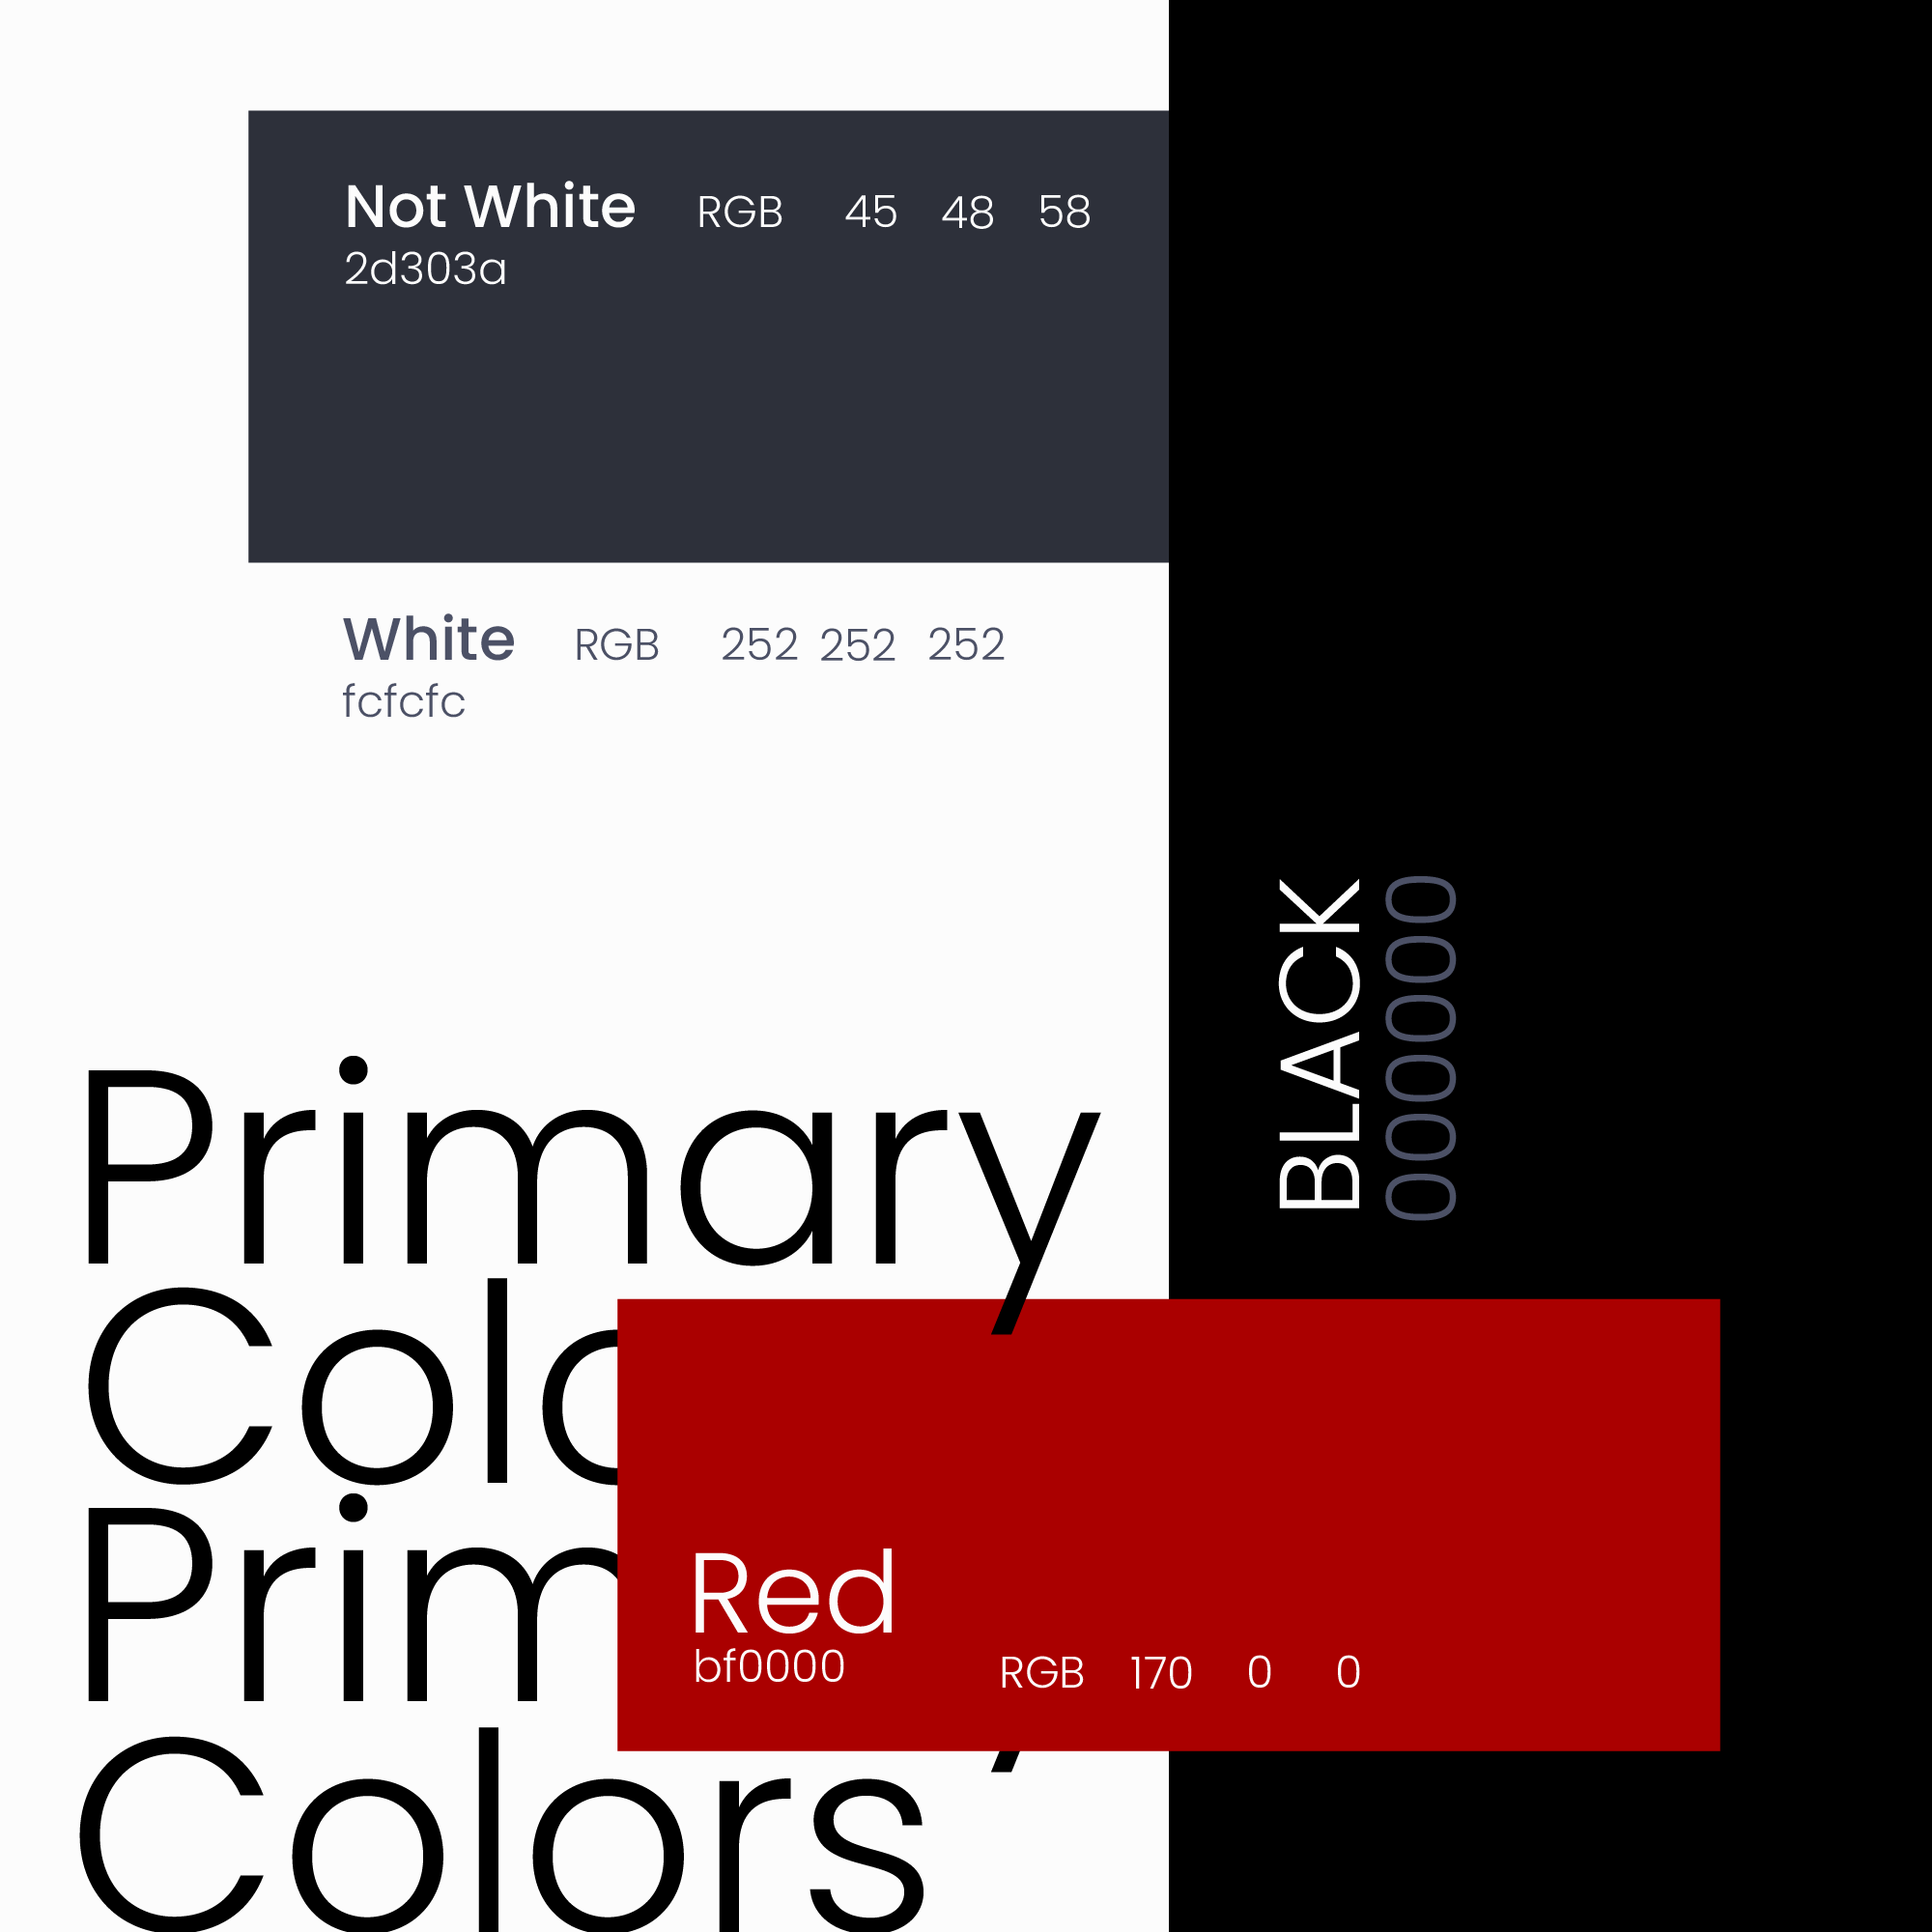 Not White RGB 45 48 58
2d303a
White RGB 252 252 252
fcfcfc
BLACK
000000
Primary
Colo
Prim
Red
bf0000 RGB 170 0 0
Colors